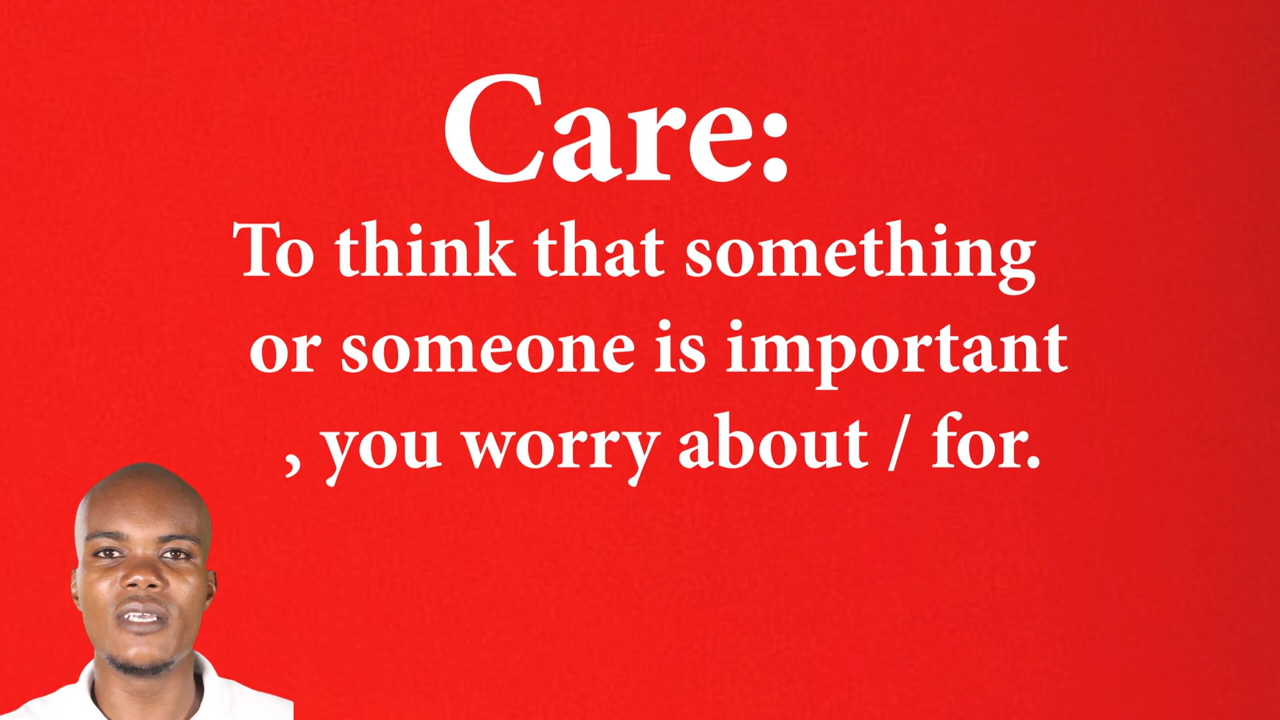 Care:
To think that something
or someone is important
, you worry about / for.